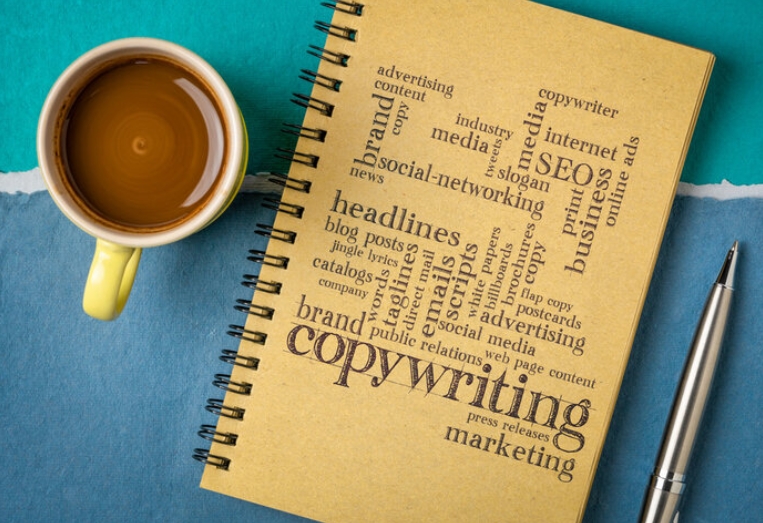 advertising
content
brand
copy
industry
media
tweets
media
copywriter
internet
SEO
slogan
social-networking
news
print
business
online ads
headlines
blog posts
jingle lyrics
catalogs
company
words
taglines
direct mail
emails
scripts
white papers
billboards
brochures
copy
flap copy
postcards
advertising
social media
brand
public relations
web page content
copywriting
press releases
marketing